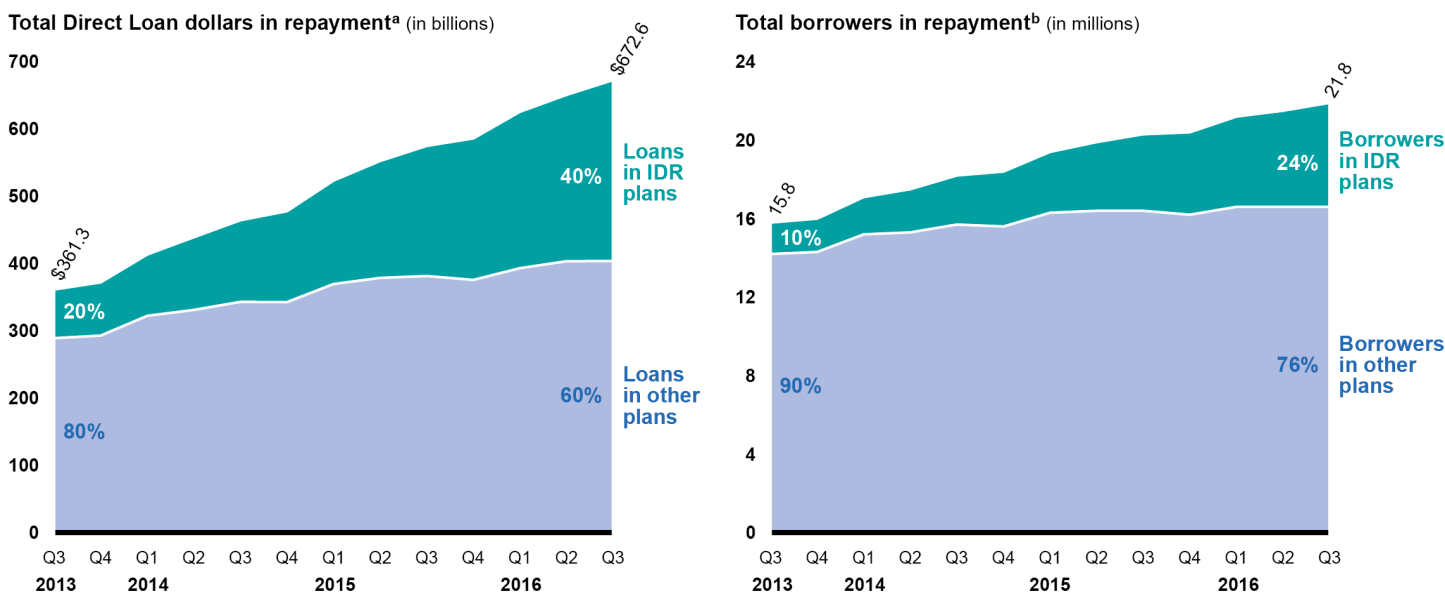 Total Direct Loan dollars in repaymentᵃ (in billions)
700
600
500
400
300
200
100
0
$361.3
$672.6
20%
80%
40%
60%
Loans
in IDR
plans
Loans
in other
plans
Q3 Q4 Q1 Q2 Q3 Q4 Q1 Q2 Q3 Q4 Q1 Q2 Q3
2013 2014 2015 2016
Total borrowers in repaymentᵇ (in millions)
24
20
16
12
8
4
0
15.8
21.8
10%
90%
24%
76%
Borrowers
in IDR
plans
Borrowers
in other
plans
Q3 Q4 Q1 Q2 Q3 Q4 Q1 Q2 Q3 Q4 Q1 Q2 Q3
2013 2014 2015 2016